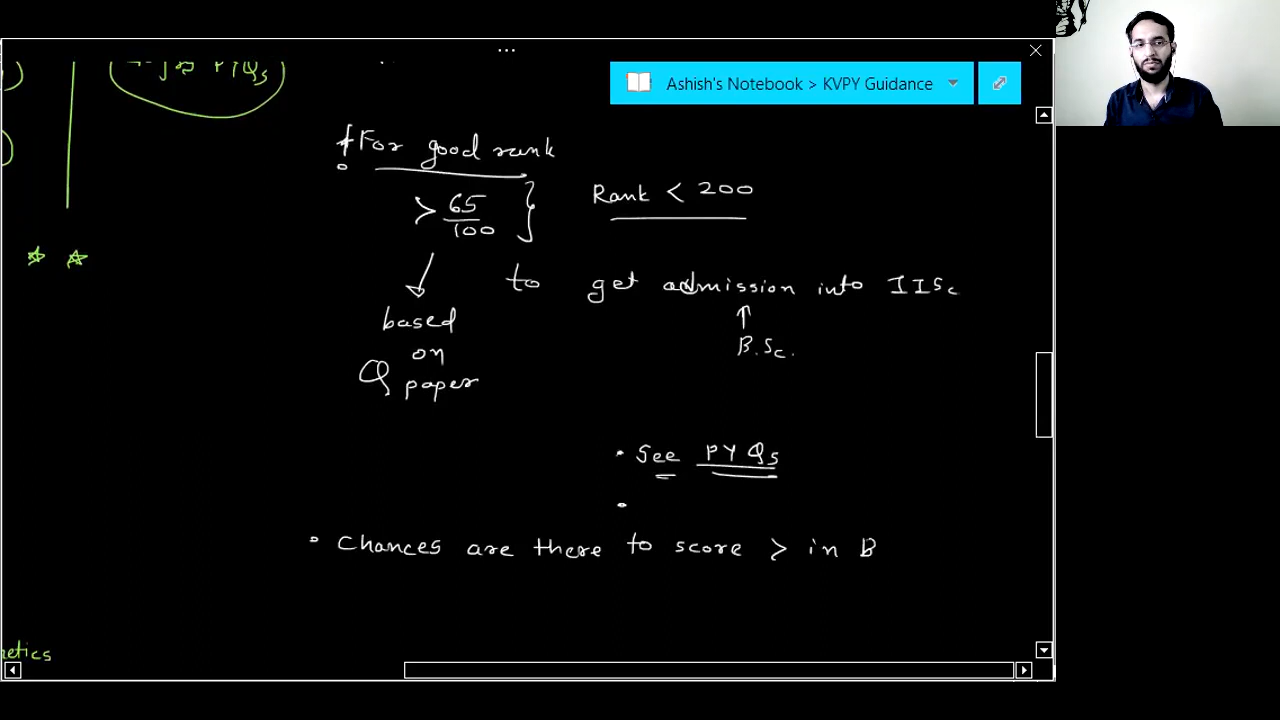 PYQs
Ashish's Notebook > KVPY Guidance
For good rank
> 65/100
Rank < 200
to get admission into IISc
B.Sc.
based
on
Q paper
• See PYQs
•
• Chances are there to score > in B
netics